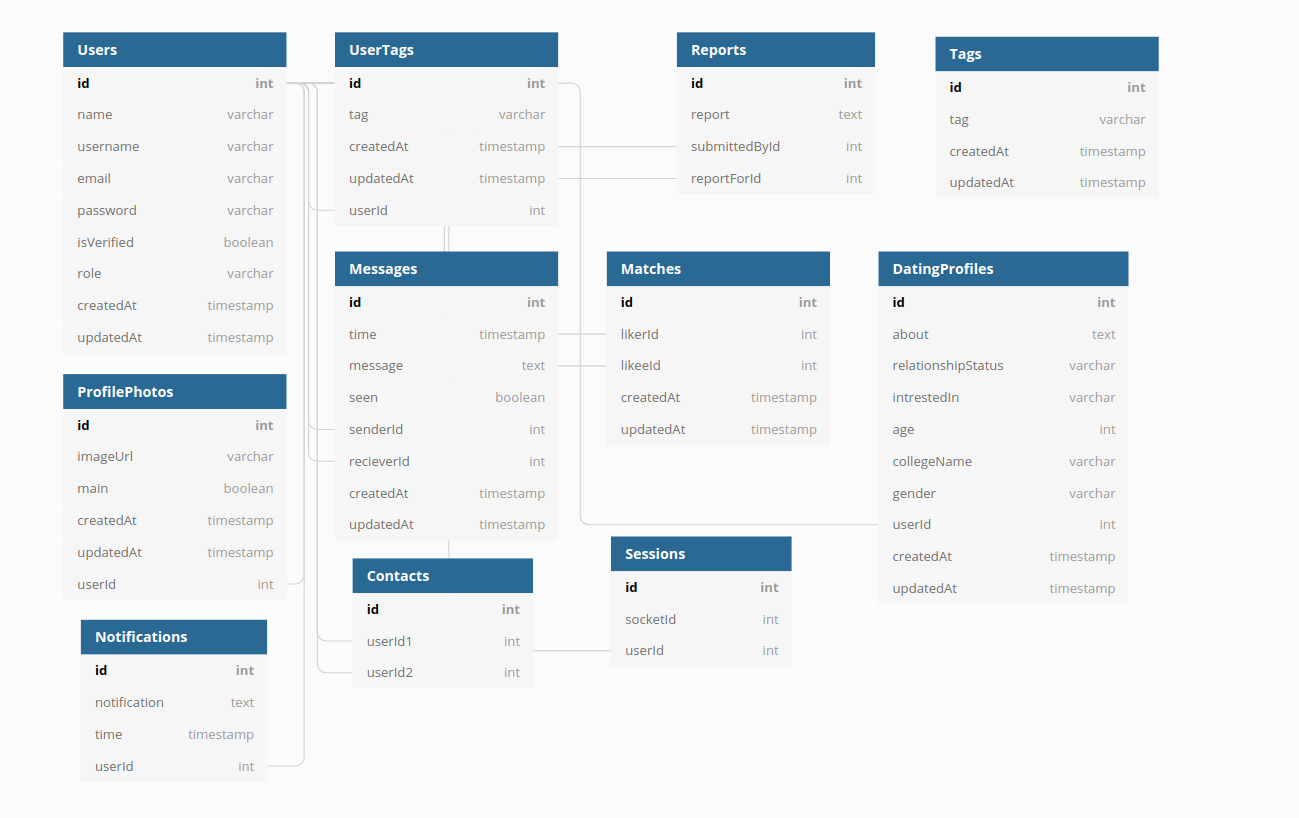 Users
id int
name varchar
username varchar
email varchar
password varchar
isVerified boolean
role varchar
createdAt timestamp
updatedAt timestamp
UserTags
id int
tag varchar
createdAt timestamp
updatedAt timestamp
userId int
Reports
id int
report text
submittedById int
reportForId int
Tags
id int
tag varchar
createdAt timestamp
updatedAt timestamp
Messages
id int
time timestamp
message text
seen boolean
senderId int
recieverId int
createdAt timestamp
updatedAt timestamp
Matches
id int
likerId int
likeeId int
createdAt timestamp
updatedAt timestamp
DatingProfiles
id int
about text
relationshipStatus varchar
intrestedIn varchar
age int
collegeName varchar
gender varchar
userId int
createdAt timestamp
updatedAt timestamp
ProfilePhotos
id int
imageUrl varchar
main boolean
createdAt timestamp
updatedAt timestamp
userId int
Contacts
id int
userId1 int
userId2 int
Sessions
id int
socketId int
userId int
Notifications
id int
notification text
time timestamp
userId int